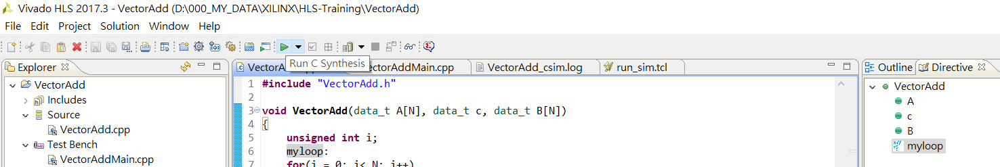 Vivado HLS 2017.3 - VectorAdd (D:\000_MY_DATA\XILINX\HLS-Training\VectorAdd)
File Edit Project Solution Window Help
Run C Synthesis
Explorer
VectorAdd
Includes
Source
VectorAdd.cpp
Test Bench
VectorAddMain.cpp
VectorA
ectorAddMain.cpp
VectorAdd_csim.log
run_sim.tcl
1 #include "VectorAdd.h"
2
3 void VectorAdd(data_t A[N], data_t c, data_t B[N])
4 {
5 unsigned int i;
6 myloop:
7 for(i = 0; i< N; i++)
Outline
Directive
VectorAdd
A
c
B
myloop